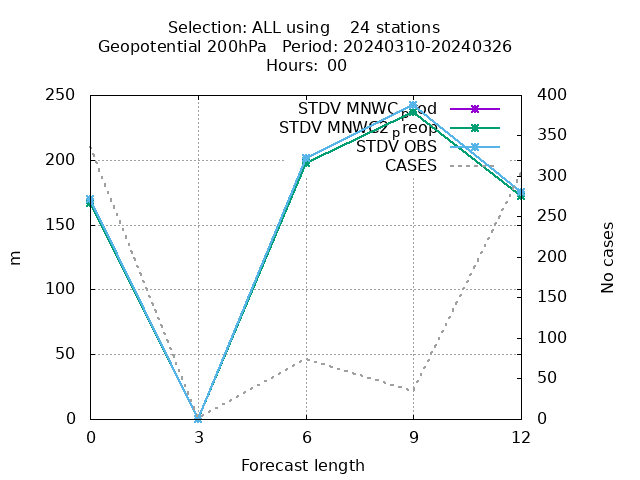 Selection: ALL using 24 stations
Geopotential 200hPa Period: 20240310-20240326
Hours: 00
STDV MNWC_prod
STDV MNWC2_preop
STDV OBS
CASES
250
200
150
100
50
0
m
400
350
300
250
200
150
100
50
0
No cases
0 3 6 9 12
Forecast length